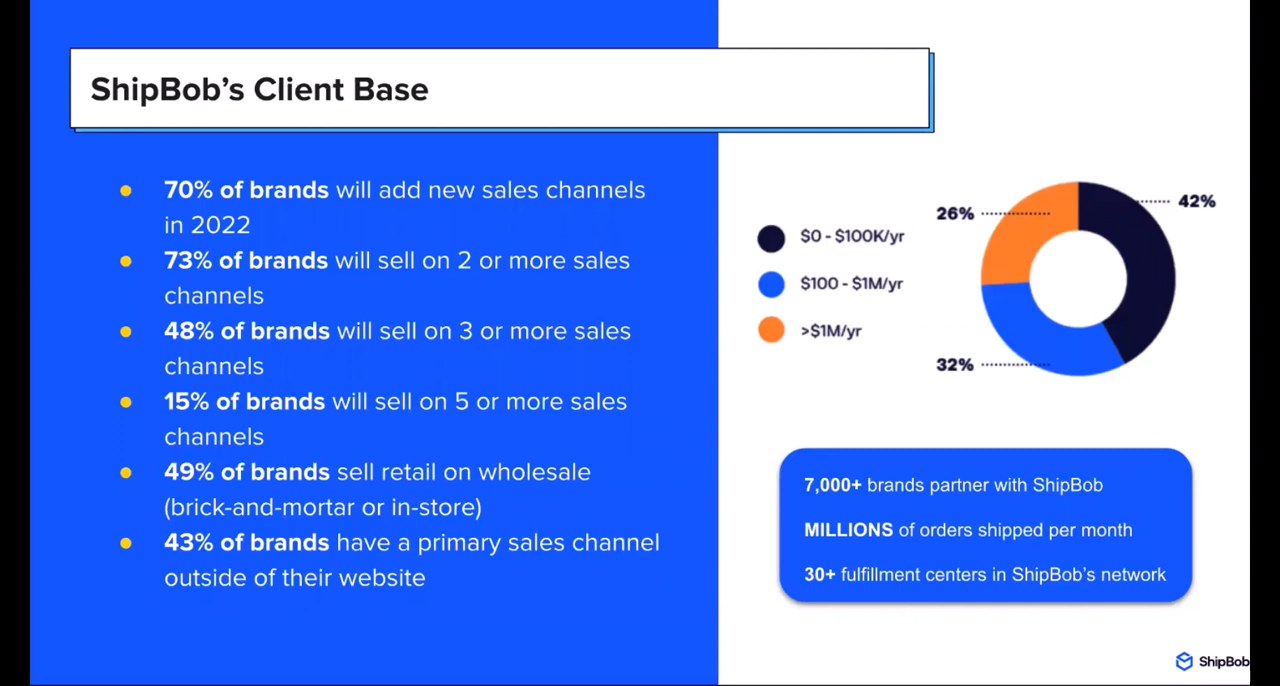 ShipBob’s Client Base
70% of brands will add new sales channels
in 2022
73% of brands will sell on 2 or more sales
channels
48% of brands will sell on 3 or more sales
channels
15% of brands will sell on 5 or more sales
channels
49% of brands sell retail on wholesale
(brick-and-mortar or in-store)
43% of brands have a primary sales channel
outside of their website
$0 - $100K/yr
$100 - $1M/yr
>$1M/yr
26%
42%
32%
7,000+ brands partner with ShipBob
MILLIONS of orders shipped per month
30+ fulfillment centers in ShipBob’s network
ShipBob